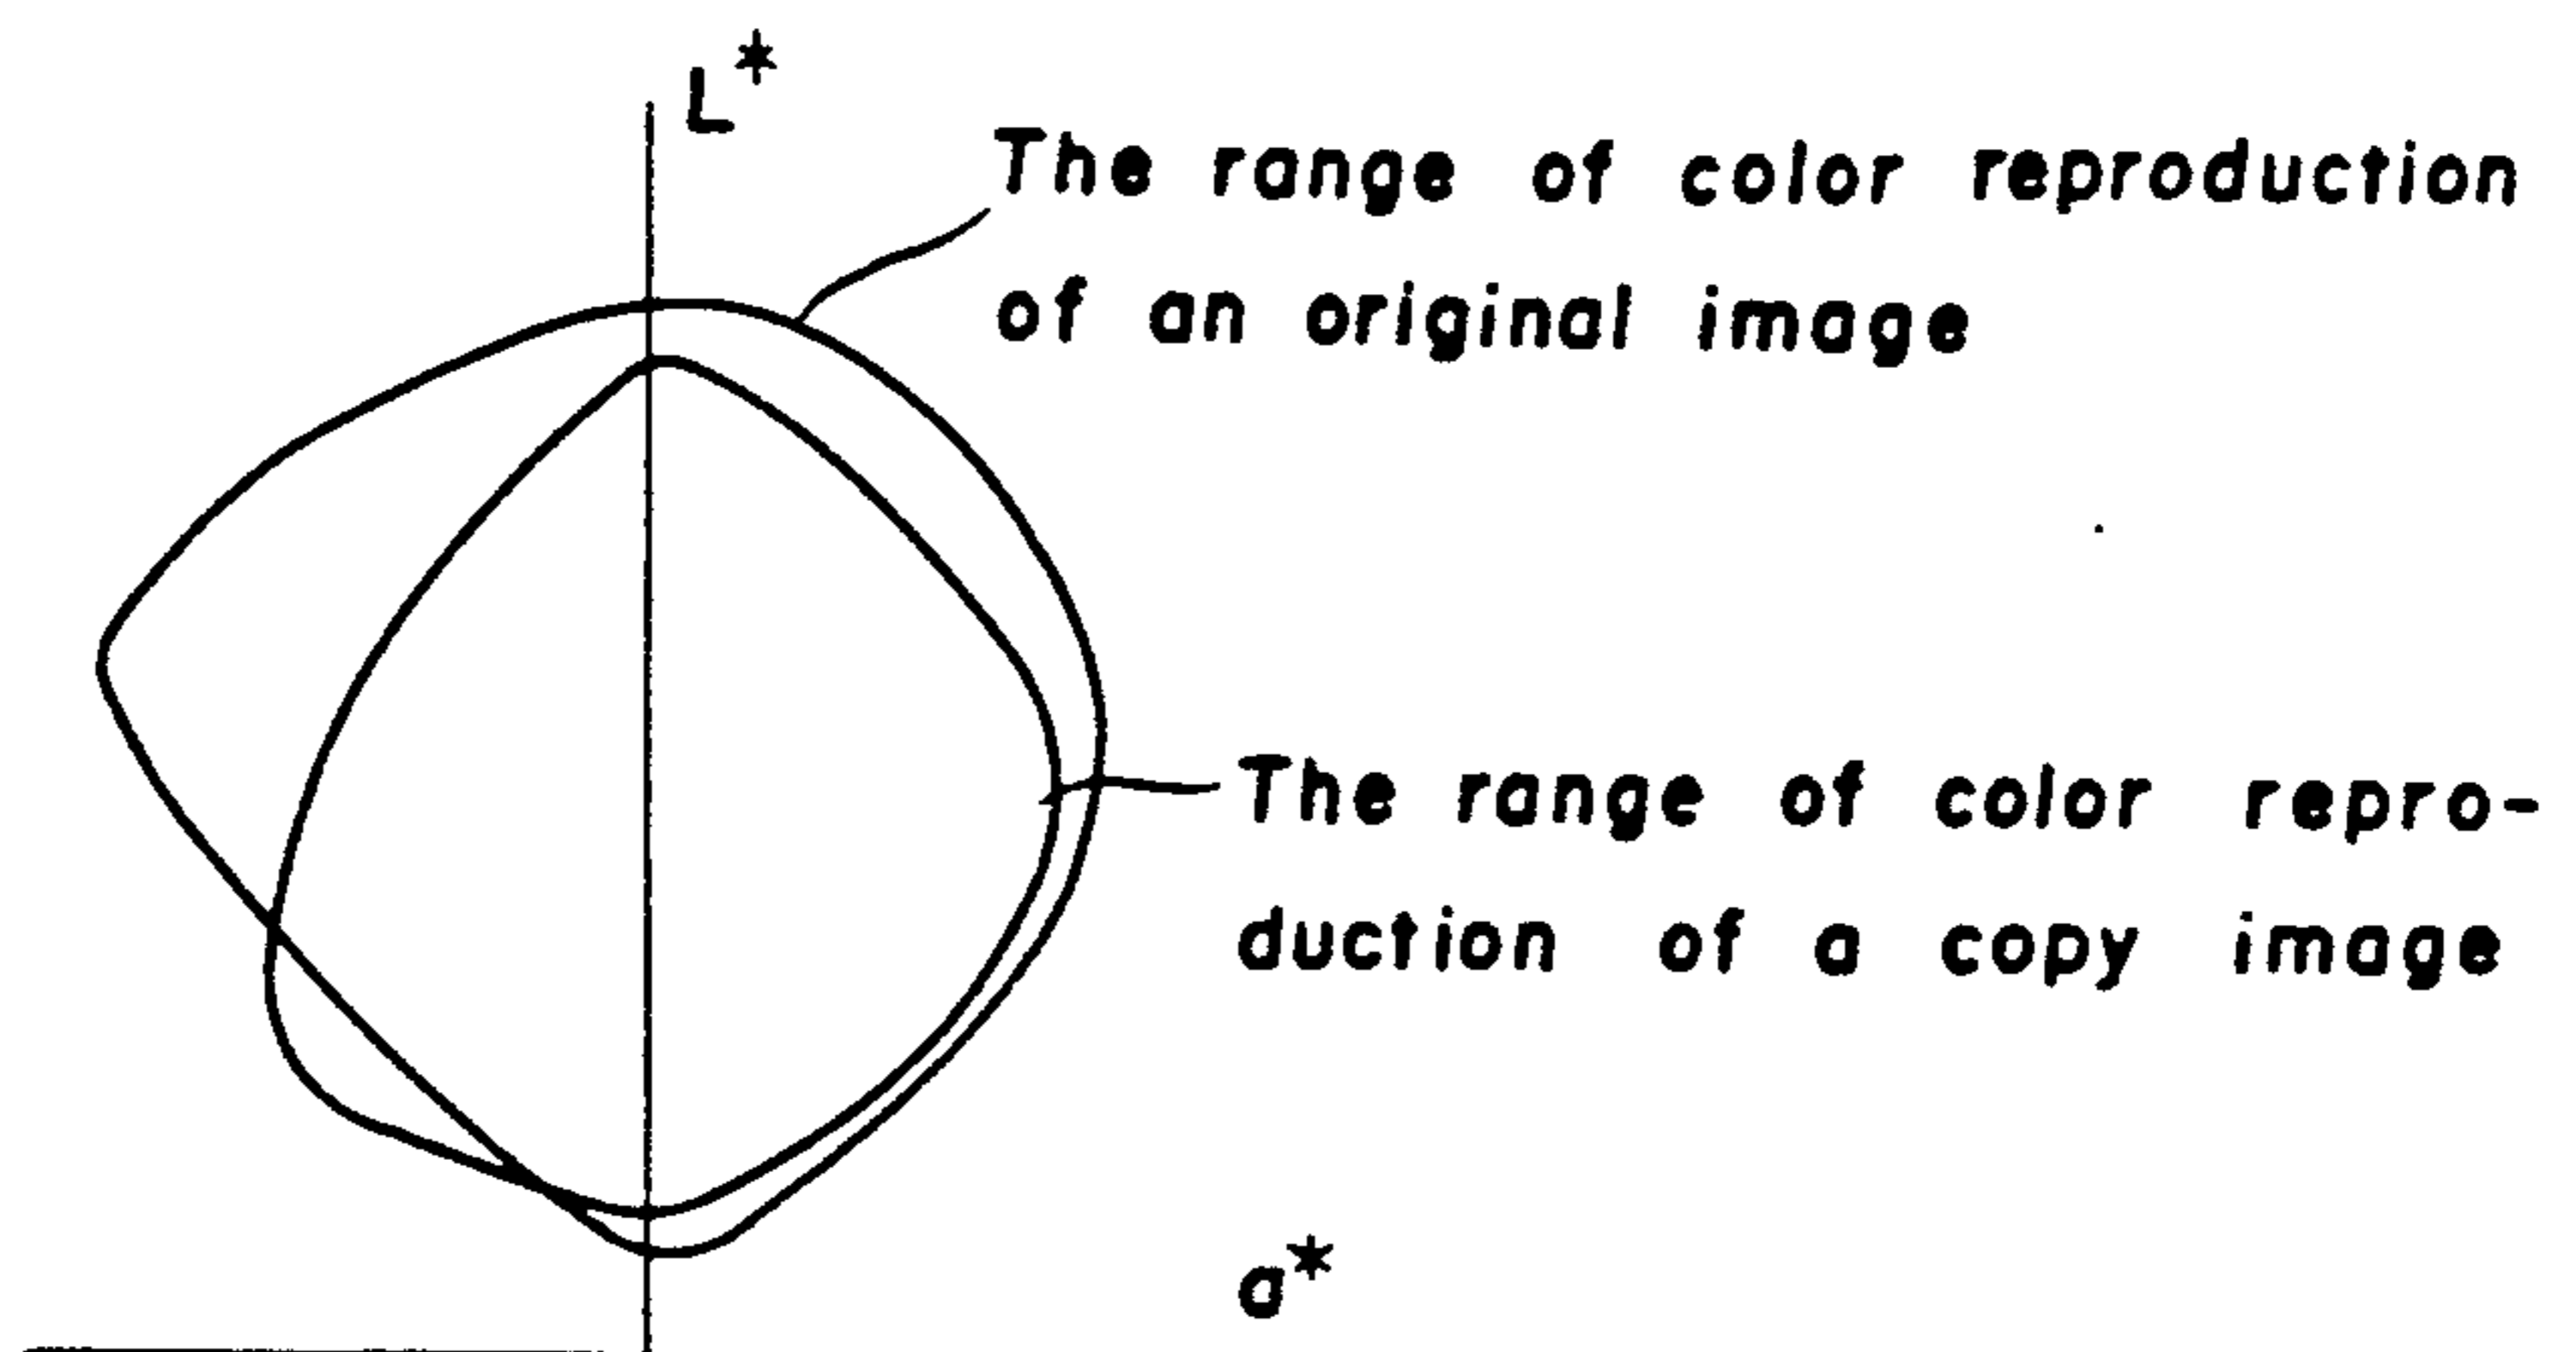 L*
The range of color reproduction
of an original image
The range of color repro-
duction of a copy image
a*